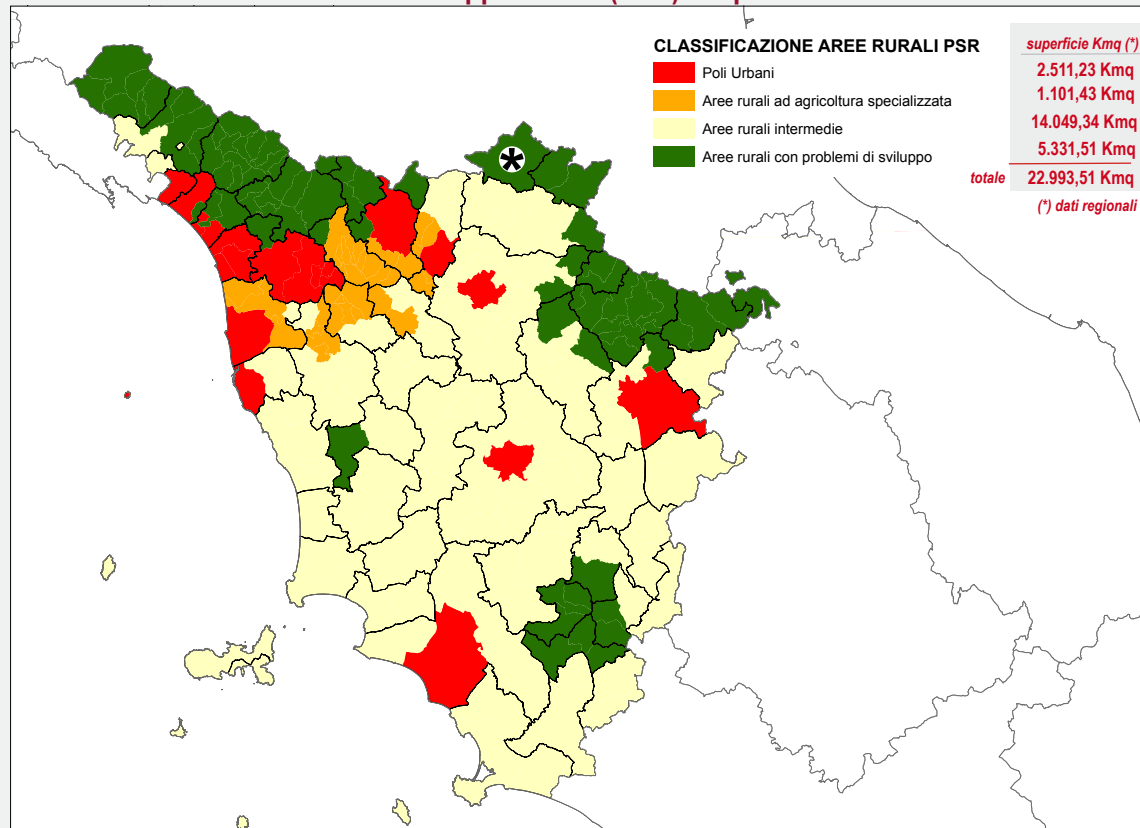 CLASSIFICAZIONE AREE RURALI PSR
superficie Kmq (*)
Poli Urbani
2.511,23 Kmq
Aree rurali ad agricoltura specializzata
1.101,43 Kmq
Aree rurali intermedie
14.049,34 Kmq
Aree rurali con problemi di sviluppo
5.331,51 Kmq
totale 22.993,51 Kmq
(*) dati regionali
*